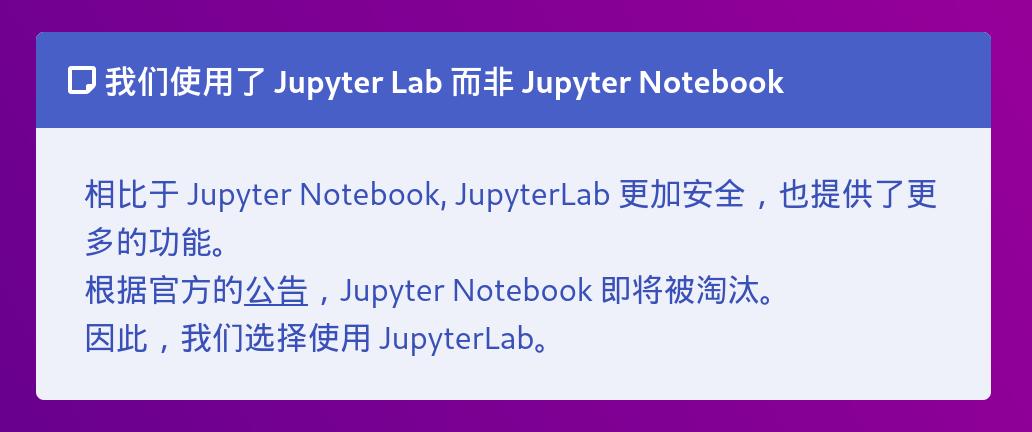 我们使用了 Jupyter Lab 而非 Jupyter Notebook
相比于 Jupyter Notebook, JupyterLab 更加安全，也提供了更
多的功能。
根据官方的公告，Jupyter Notebook 即将被淘汰。
因此，我们选择使用 JupyterLab。